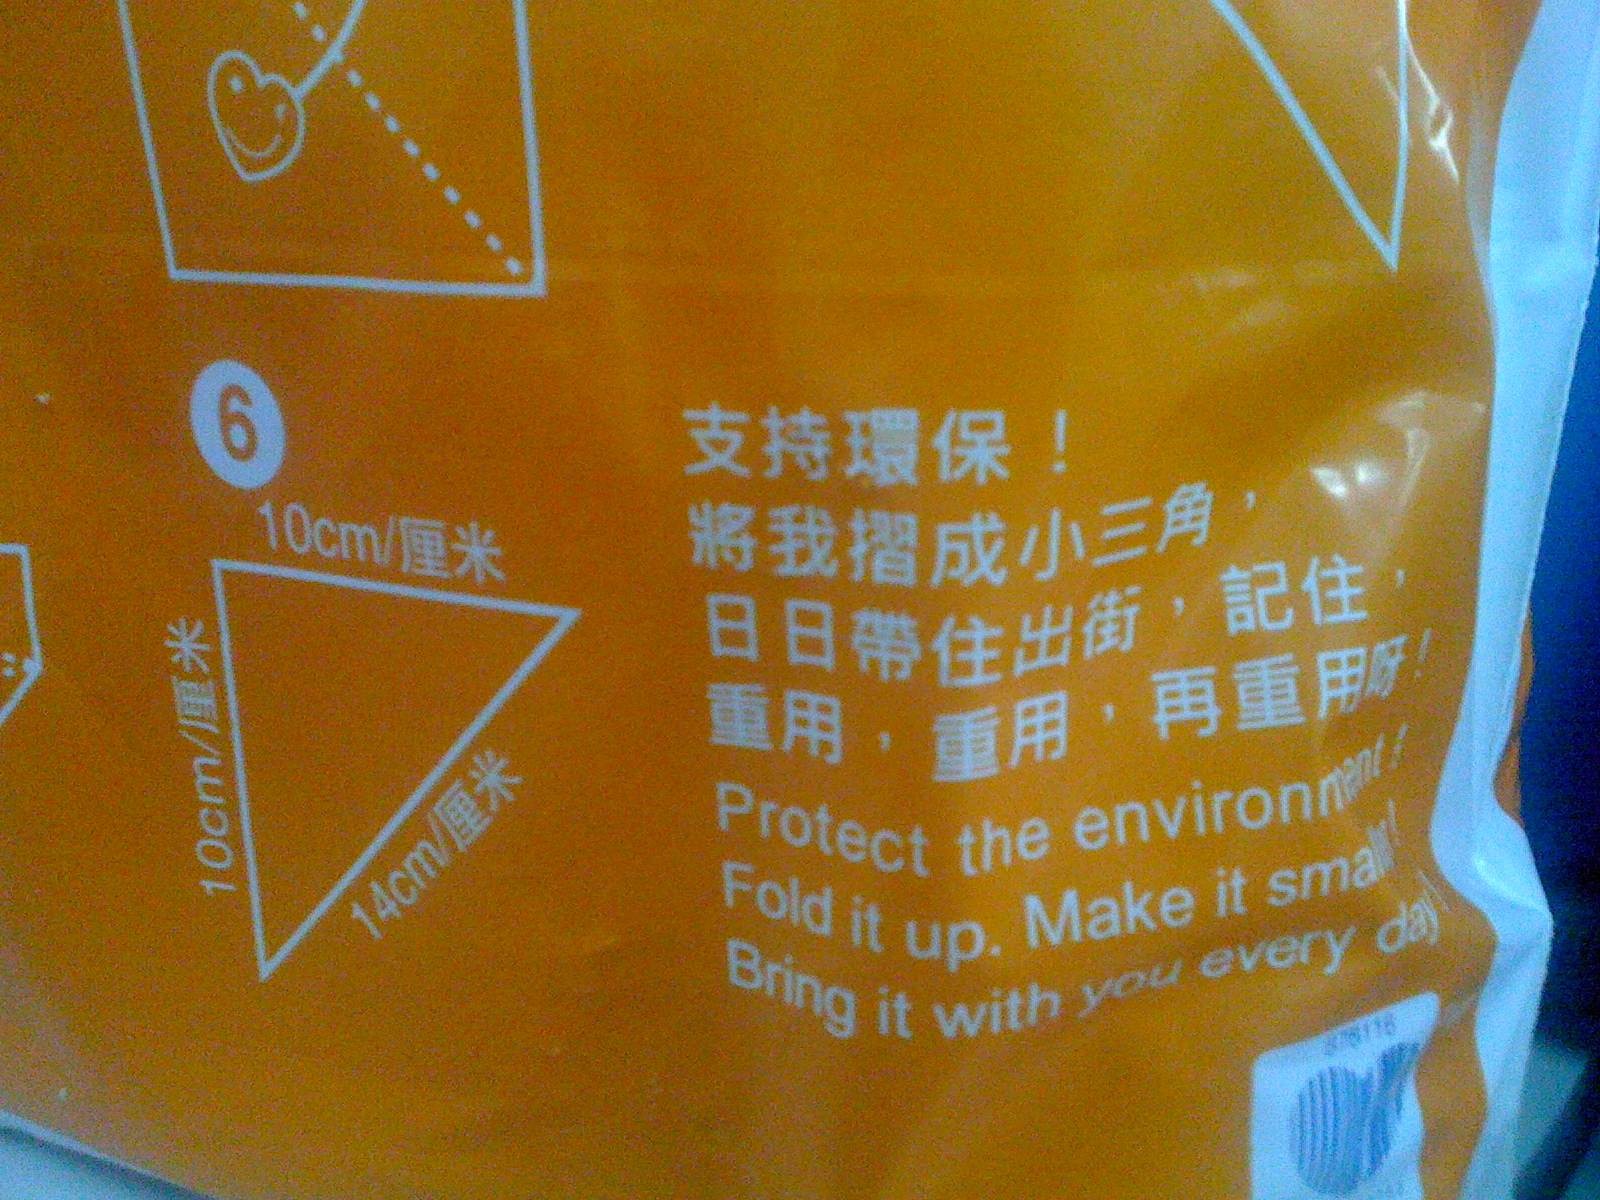 6
10cm/厘米
10cm/厘米
14cm/厘米
支持環保！
將我摺成小三角，
日日帶住出街，記住，
重用，重用，再重用呀！
Protect the environment!
Fold it up. Make it small!
Bring it with you every day!